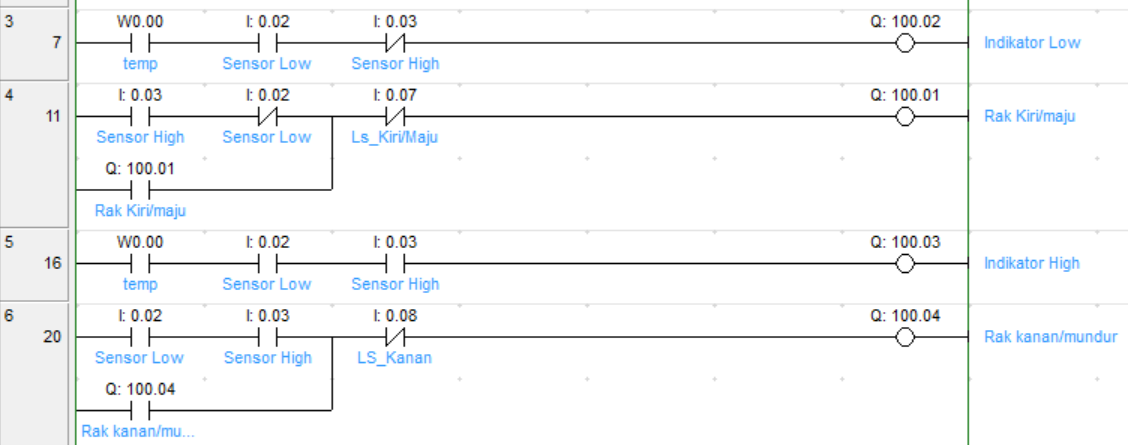 3 W0.00 I: 0.02 I: 0.03 Q: 100.02
7 Indikator Low
temp Sensor Low Sensor High
4 I: 0.03 I: 0.02 I: 0.07 Q: 100.01
11 Rak Kiri/maju
Sensor High Sensor Low Ls_Kiri/Maju
Q: 100.01
Rak Kiri/maju
5 W0.00 I: 0.02 I: 0.03 Q: 100.03
16 Indikator High
temp Sensor Low Sensor High
6 I: 0.02 I: 0.03 I: 0.08 Q: 100.04
20 Rak kanan/mundur
Sensor Low Sensor High LS_Kanan
Q: 100.04
Rak kanan/mu...